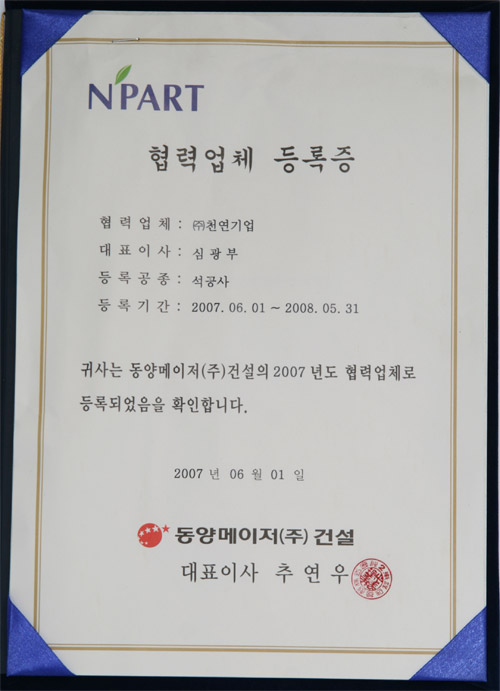 N'PART
협력업체 등록증
협력업체 : ㈜천연기업
대표이사 : 심광부
등록공종 : 석공사
등록기간 : 2007. 06. 01 ~ 2008. 05. 31
귀사는 동양메이저(주)건설의 2007 년도 협력업체로
등록되었음을 확인합니다.
2007 년 06 월 01 일
동양메이저(주) 건설
대표이사 추연우